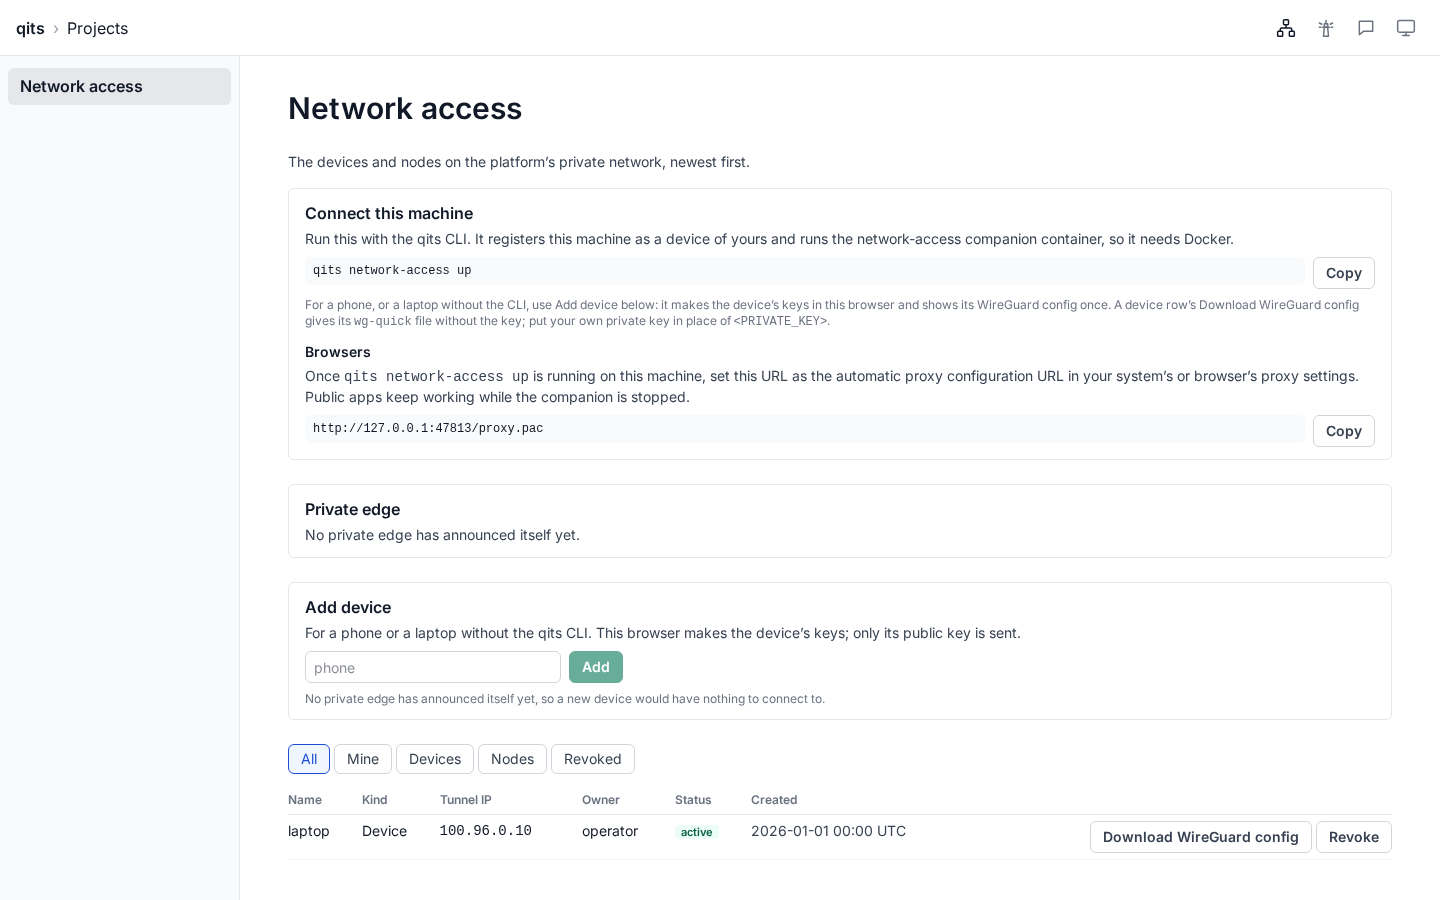 qits › Projects
Network access
Network access
The devices and nodes on the platform’s private network, newest first.
Connect this machine
Run this with the qits CLI. It registers this machine as a device of yours and runs the network-access companion container, so it needs Docker.
qits network-access up
Copy
For a phone, or a laptop without the CLI, use Add device below: it makes the device’s keys in this browser and shows its WireGuard config once. A device row’s Download WireGuard config
gives its wg-quick file without the key; put your own private key in place of <PRIVATE_KEY>.
Browsers
Once qits network-access up is running on this machine, set this URL as the automatic proxy configuration URL in your system’s or browser’s proxy settings.
Public apps keep working while the companion is stopped.
http://127.0.0.1:47813/proxy.pac
Copy
Private edge
No private edge has announced itself yet.
Add device
For a phone or a laptop without the qits CLI. This browser makes the device’s keys; only its public key is sent.
phone
Add
No private edge has announced itself yet, so a new device would have nothing to connect to.
All Mine Devices Nodes Revoked
Name Kind Tunnel IP Owner Status Created
laptop Device 100.96.0.10 operator active 2026-01-01 00:00 UTC Download WireGuard config Revoke